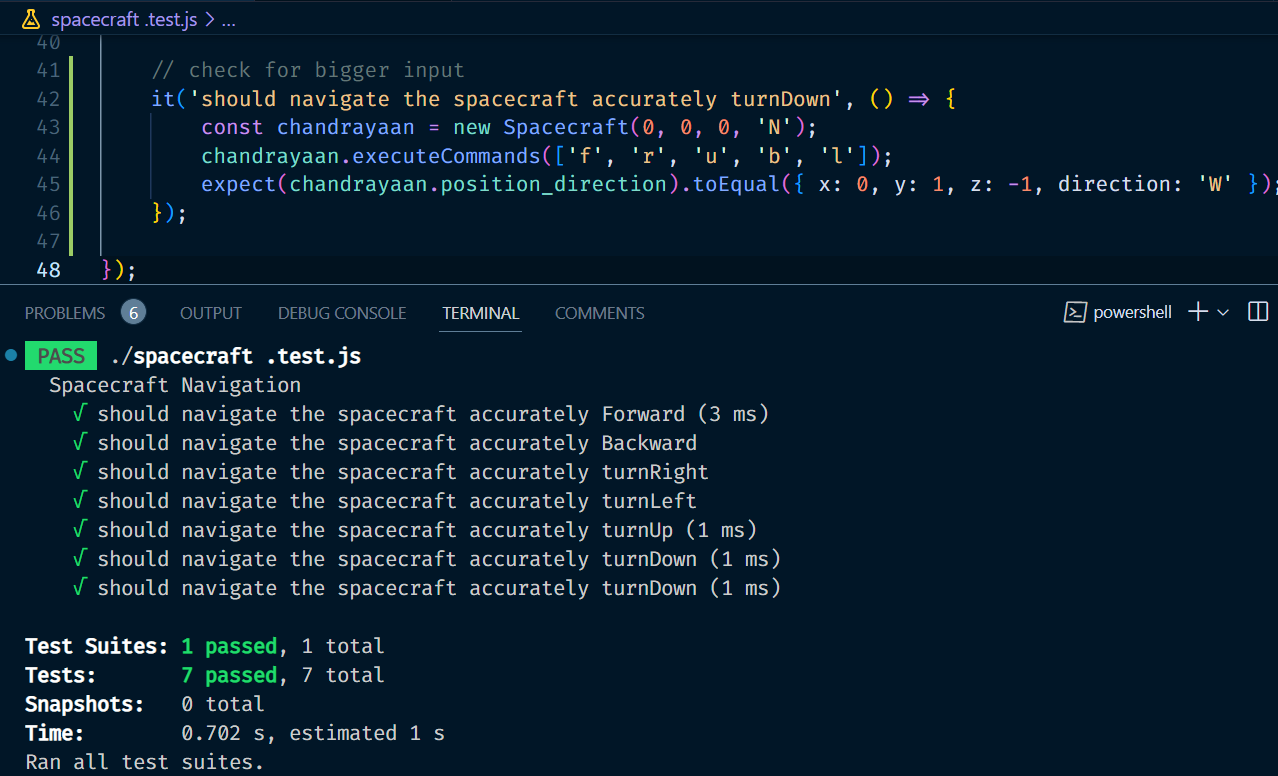 spacecraft .test.js > ...
40
41 // check for bigger input
42 it('should navigate the spacecraft accurately turnDown', () => {
43 const chandrayaan = new Spacecraft(0, 0, 0, 'N');
44 chandrayaan.executeCommands(['f', 'r', 'u', 'b', 'l']);
45 expect(chandrayaan.position_direction).toEqual({ x: 0, y: 1, z: -1, direction: 'W' });
46 });
47
48 });
PROBLEMS 6 OUTPUT DEBUG CONSOLE TERMINAL COMMENTS powershell
PASS ./spacecraft .test.js
Spacecraft Navigation
√ should navigate the spacecraft accurately Forward (3 ms)
√ should navigate the spacecraft accurately Backward
√ should navigate the spacecraft accurately turnRight
√ should navigate the spacecraft accurately turnLeft
√ should navigate the spacecraft accurately turnUp (1 ms)
√ should navigate the spacecraft accurately turnDown (1 ms)
√ should navigate the spacecraft accurately turnDown (1 ms)
Test Suites: 1 passed, 1 total
Tests: 7 passed, 7 total
Snapshots: 0 total
Time: 0.702 s, estimated 1 s
Ran all test suites.